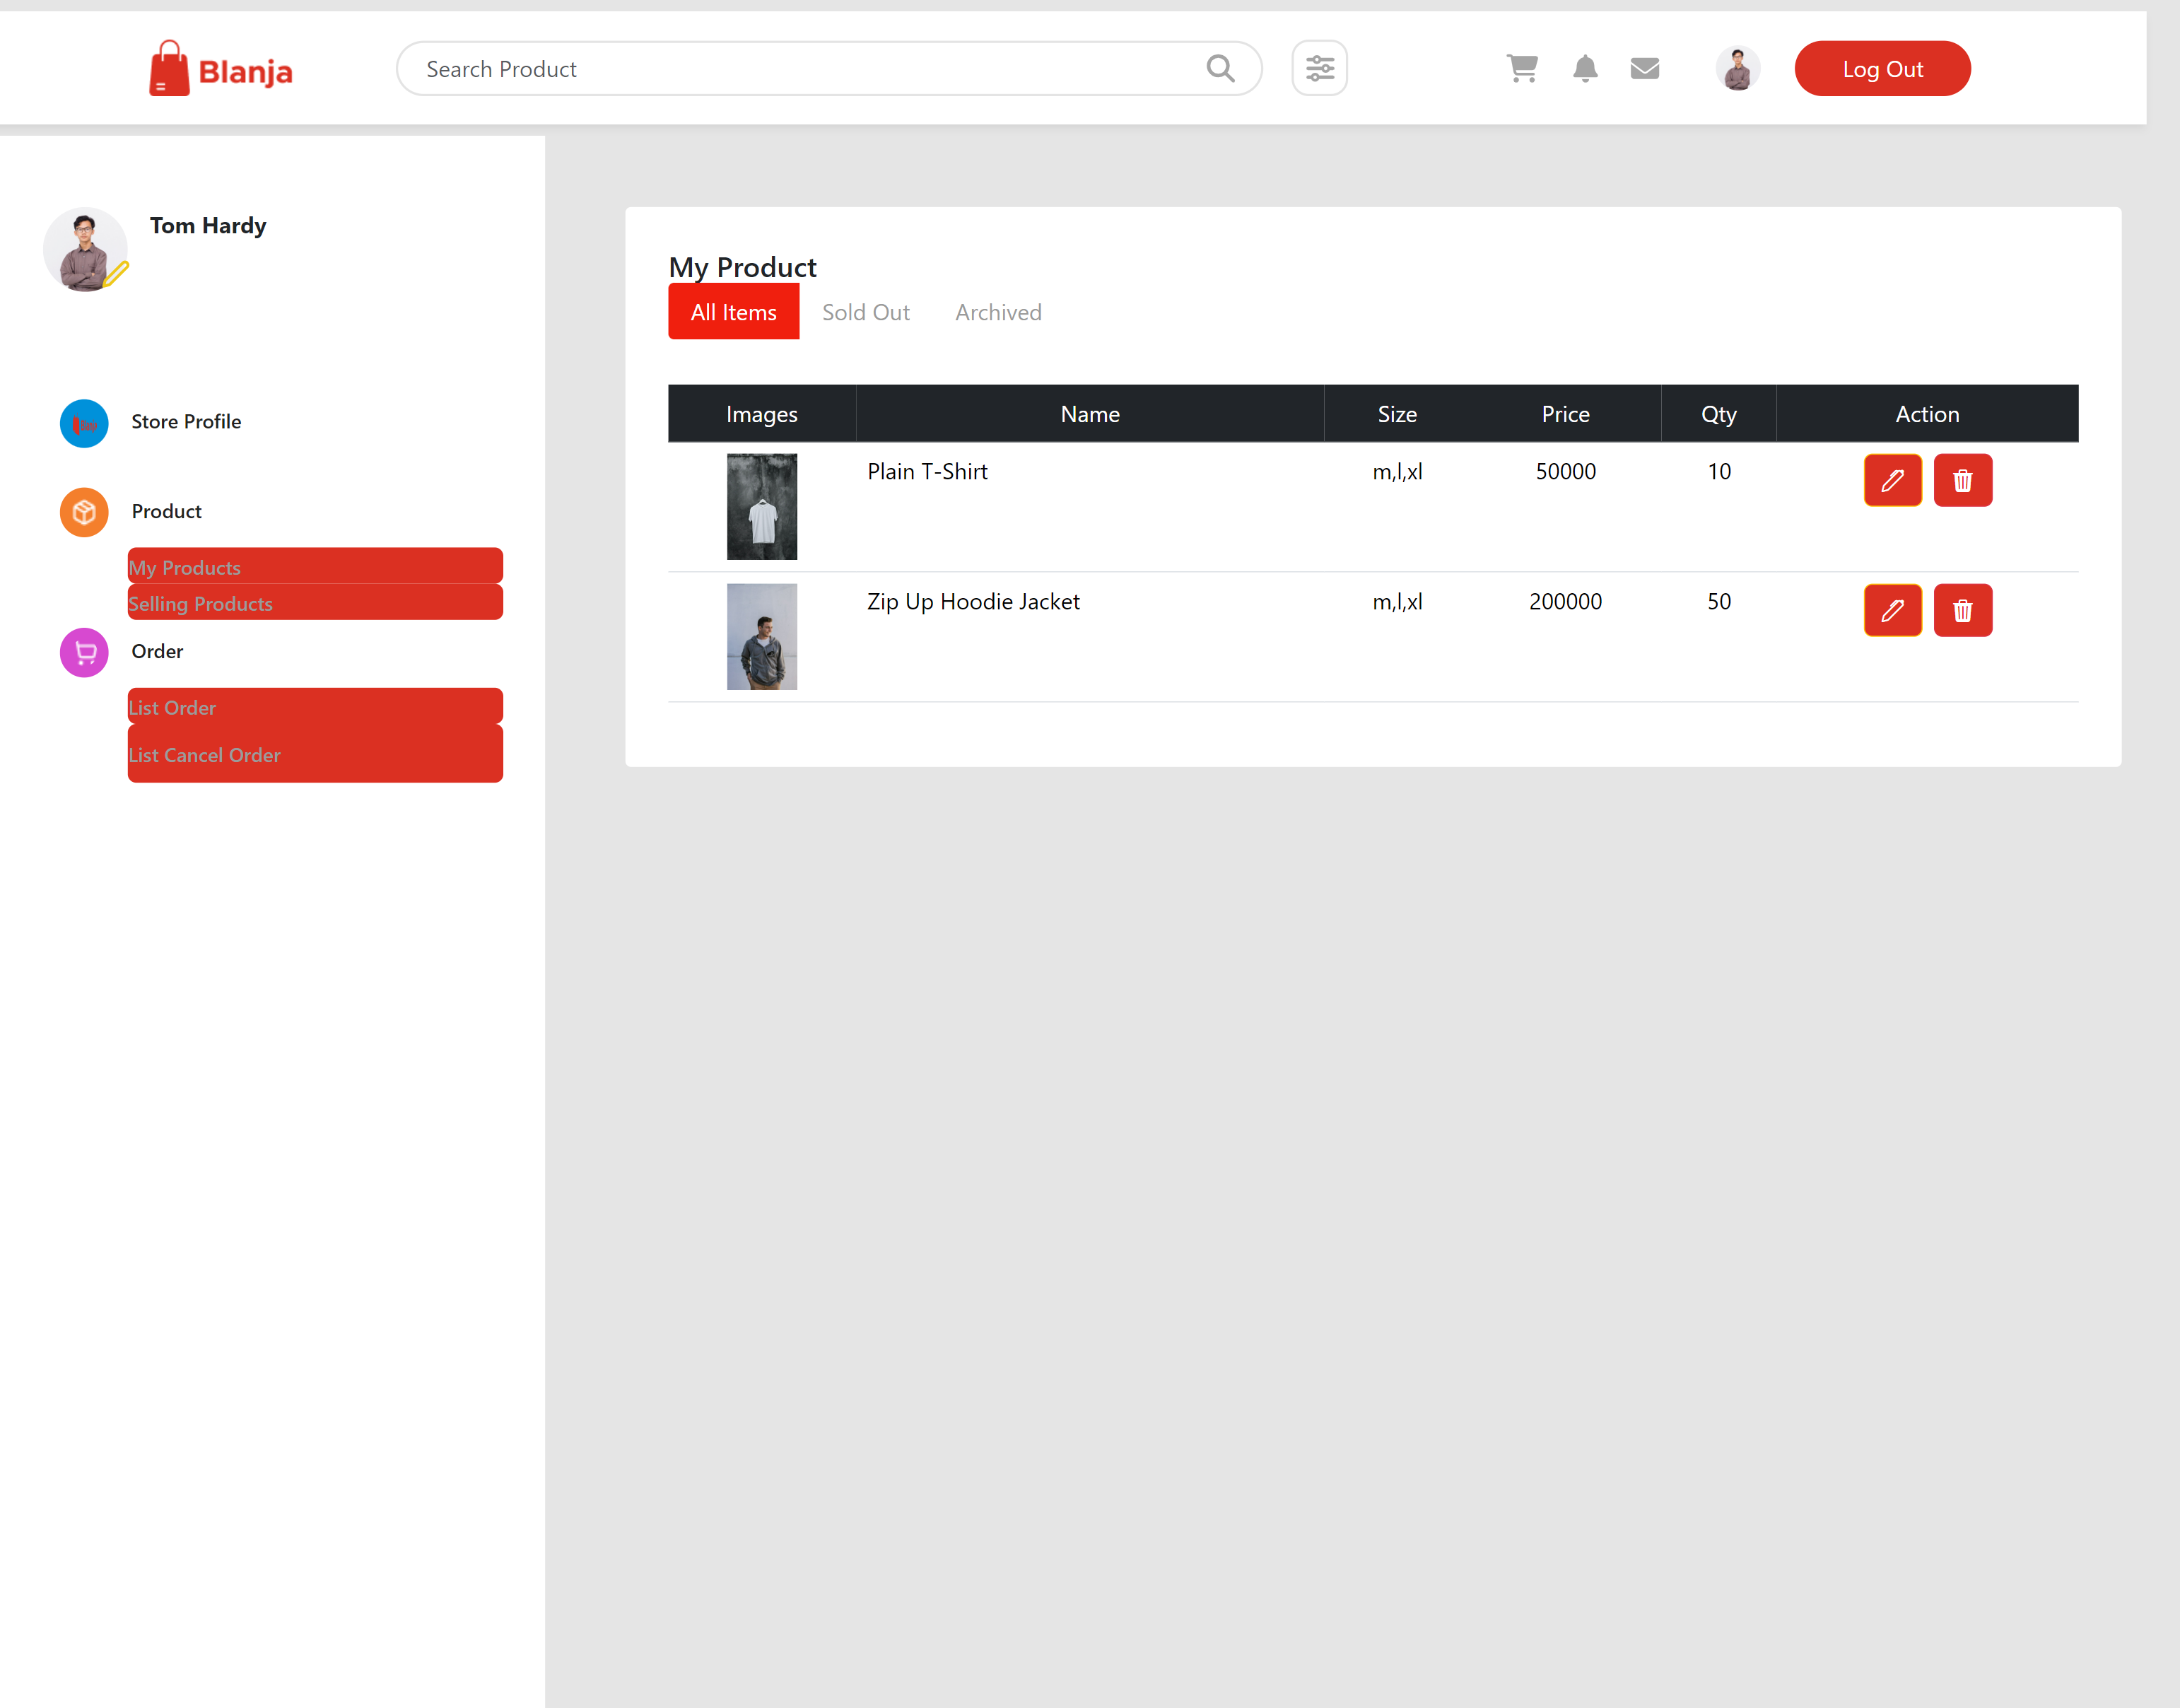 Blanja
Search Product
Log Out
Tom Hardy
Store Profile
Product
My Products
Selling Products
Order
List Order
List Cancel Order
My Product
All Items Sold Out Archived
Images Name Size Price Qty Action
Plain T-Shirt m,l,xl 50000 10
Zip Up Hoodie Jacket m,l,xl 200000 50